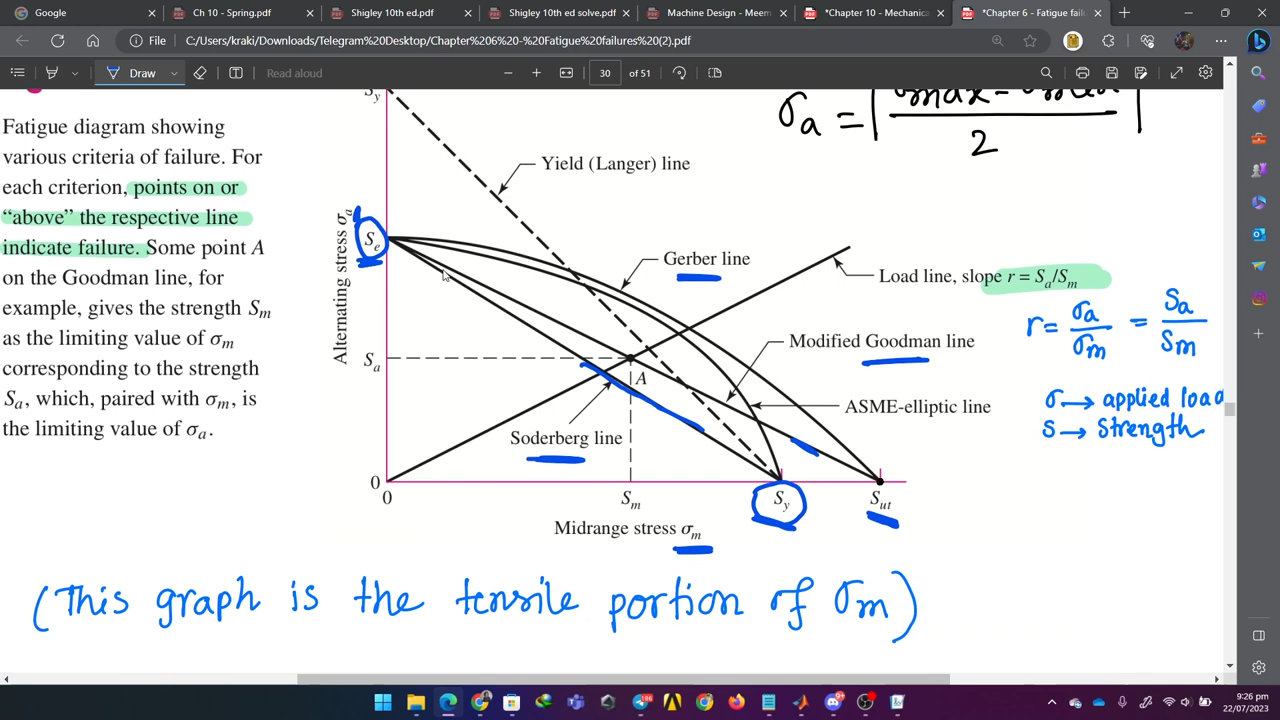 Google
Ch 10 - Spring.pdf
Shigley 10th ed.pdf
Shigley 10th ed solve.pdf
Machine Design - Meem
*Chapter 10 - Mechanica
*Chapter 6 - Fatigue failu
File
C:/Users/kraki/Downloads/Telegram%20Desktop/Chapter%206%20-%20Fatigue%20failures%20(2).pdf
Draw
Read aloud
30 of 51
Fatigue diagram showing
various criteria of failure. For
each criterion, points on or
“above” the respective line
indicate failure. Some point A
on the Goodman line, for
example, gives the strength Sm
as the limiting value of σm
corresponding to the strength
Sa, which, paired with σm, is
the limiting value of σa.
σa = | σmax - σmin / 2 |
Sy
Yield (Langer) line
Se
Gerber line
Load line, slope r = Sa/Sm
r = σa/σm = Sa/Sm
Alternating stress σa
Modified Goodman line
Sa
A
ASME-elliptic line
σ → applied load
S → Strength
Soderberg line
0
0
Sm
Sy
Sut
Midrange stress σm
(This graph is the tensile portion of σm)
9:26 pm
22/07/2023